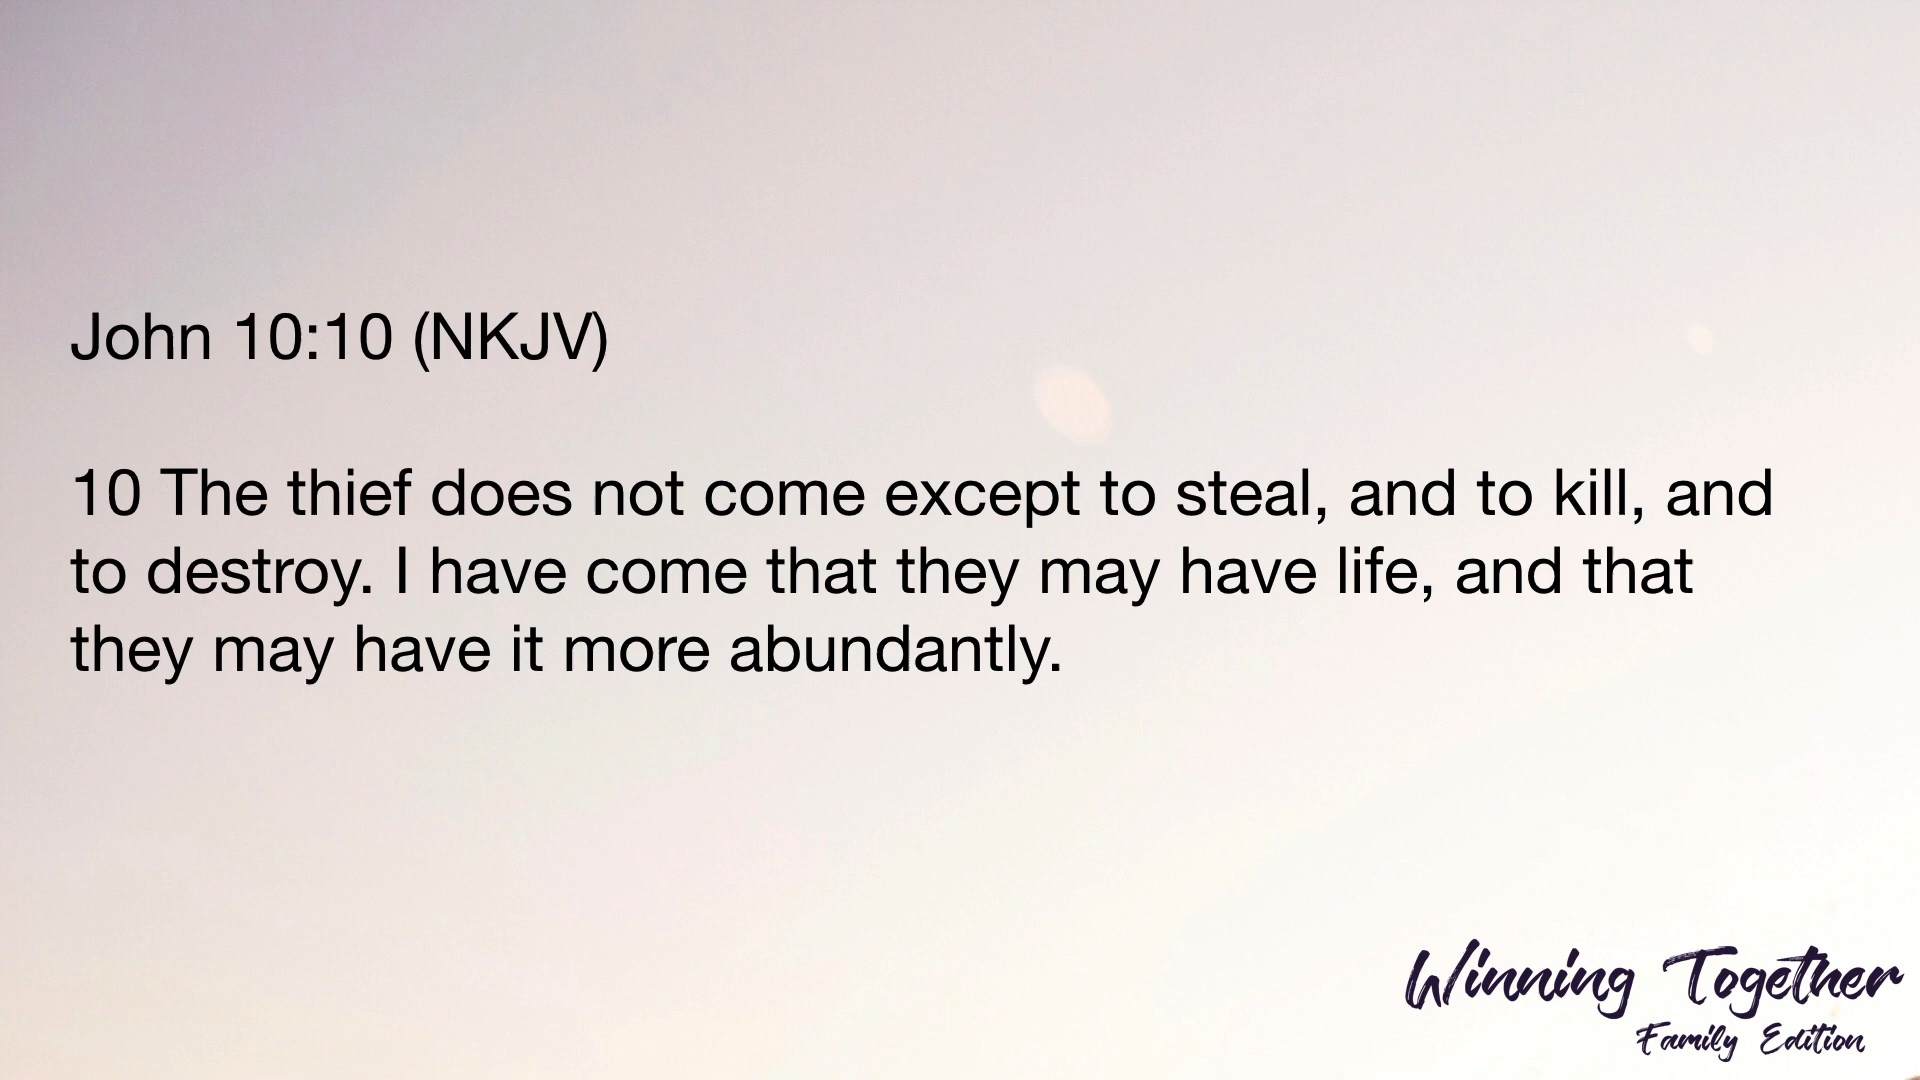 John 10:10 (NKJV)
10 The thief does not come except to steal, and to kill, and
to destroy. I have come that they may have life, and that
they may have it more abundantly.
Winning Together
Family Edition